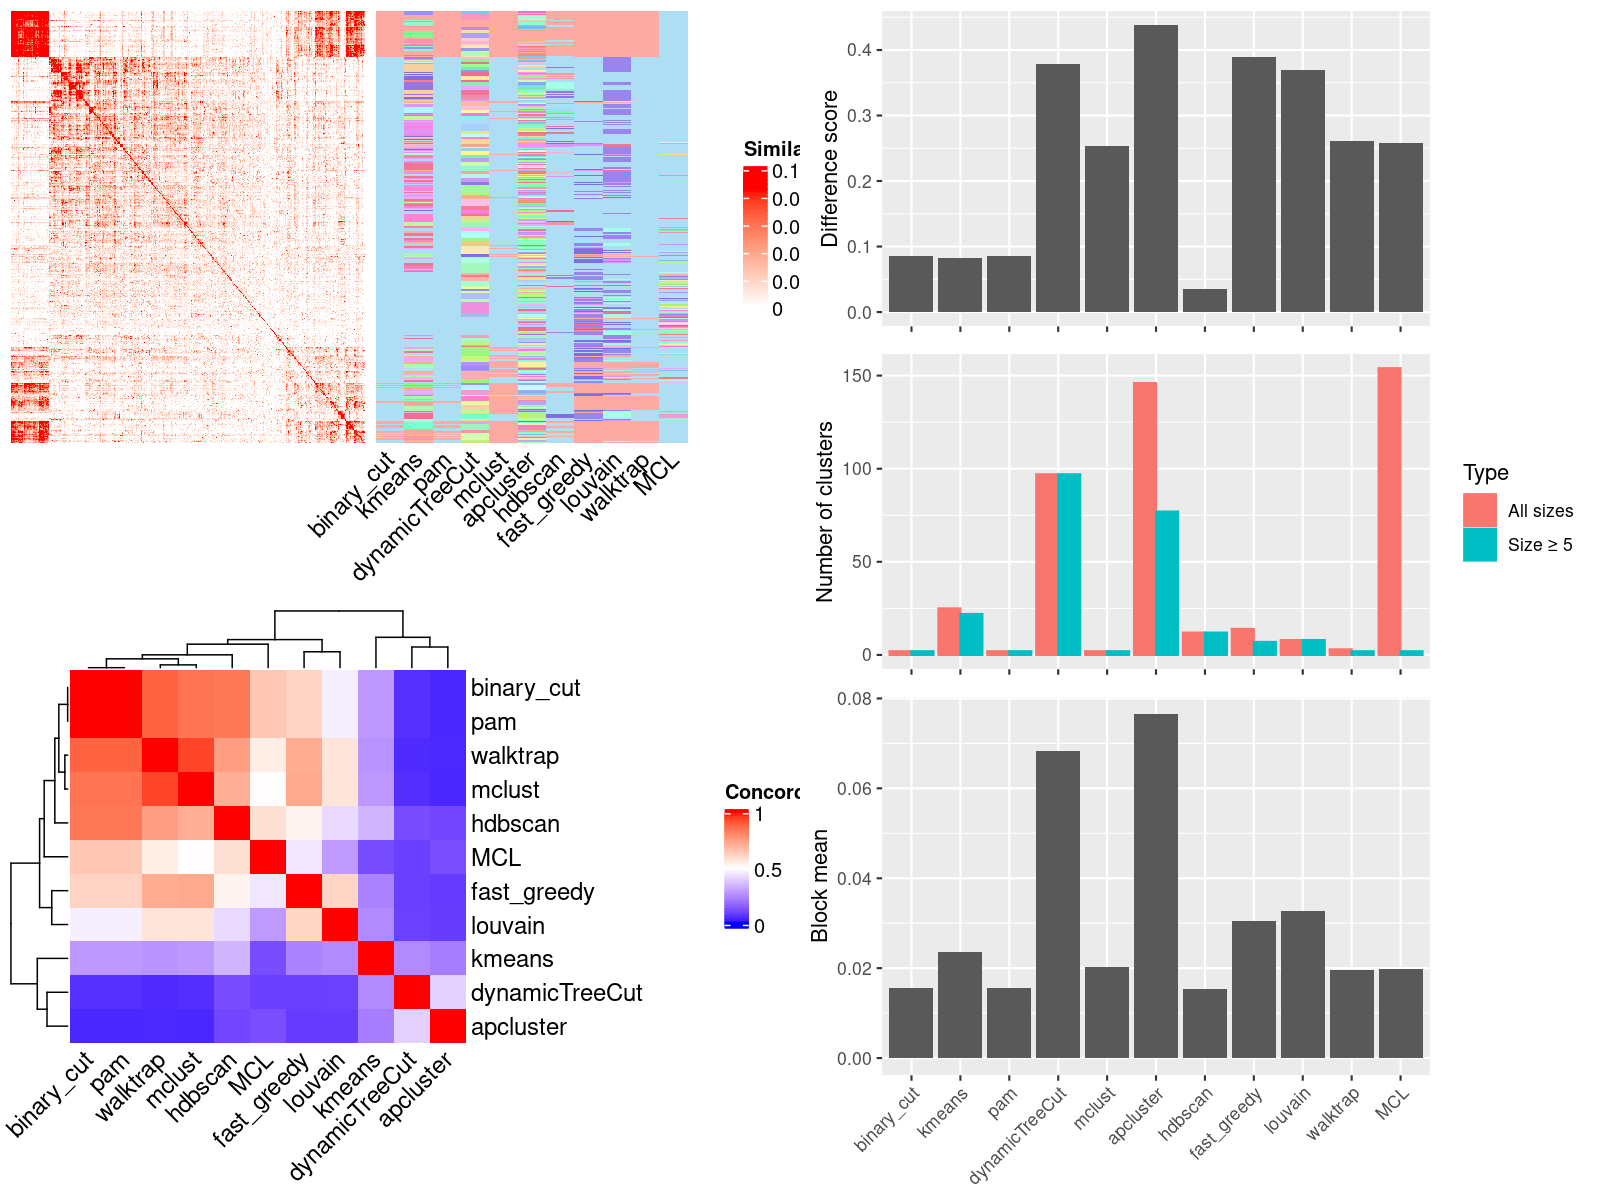 Simila
0.1
0.0
0.0
0.0
0.0
0
binary_cut
kmeans
pam
dynamicTreeCut
mclust
apcluster
hdbscan
fast_greedy
louvain
walktrap
MCL
binary_cut
pam
walktrap
mclust
hdbscan
MCL
fast_greedy
louvain
kmeans
dynamicTreeCut
apcluster
binary_cut
pam
walktrap
mclust
hdbscan
MCL
fast_greedy
louvain
kmeans
dynamicTreeCut
apcluster
Concord
1
0.5
0
Difference score
0.4
0.3
0.2
0.1
0.0
Number of clusters
150
100
50
0
Type
All sizes
Size ≥ 5
Block mean
0.08
0.06
0.04
0.02
0.00
binary_cut
kmeans
pam
dynamicTreeCut
mclust
apcluster
hdbscan
fast_greedy
louvain
walktrap
MCL